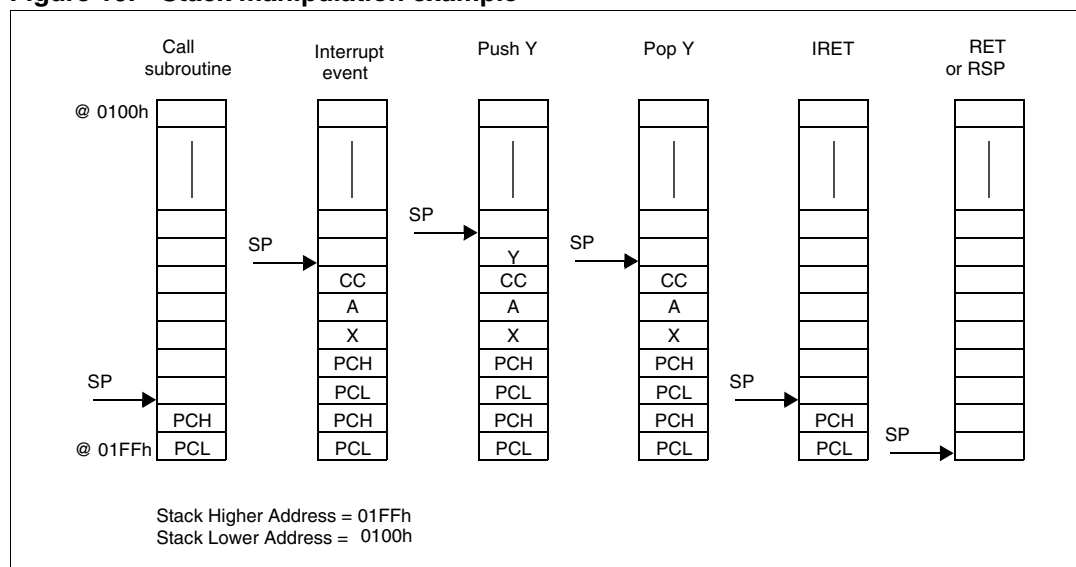 Figure Stack manipulation example
Call subroutine
Interrupt event
Push Y
Pop Y
IRET
RET or RSP
@ 0100h
SP
SP
SP
Y
CC
CC
CC
A
A
A
X
X
X
PCH
PCH
PCH
SP
PCL
PCL
PCL
SP
PCH
PCH
PCH
PCH
PCH
@ 01FFh
PCL
PCL
PCL
PCL
PCL
SP
Stack Higher Address = 01FFh
Stack Lower Address = 0100h